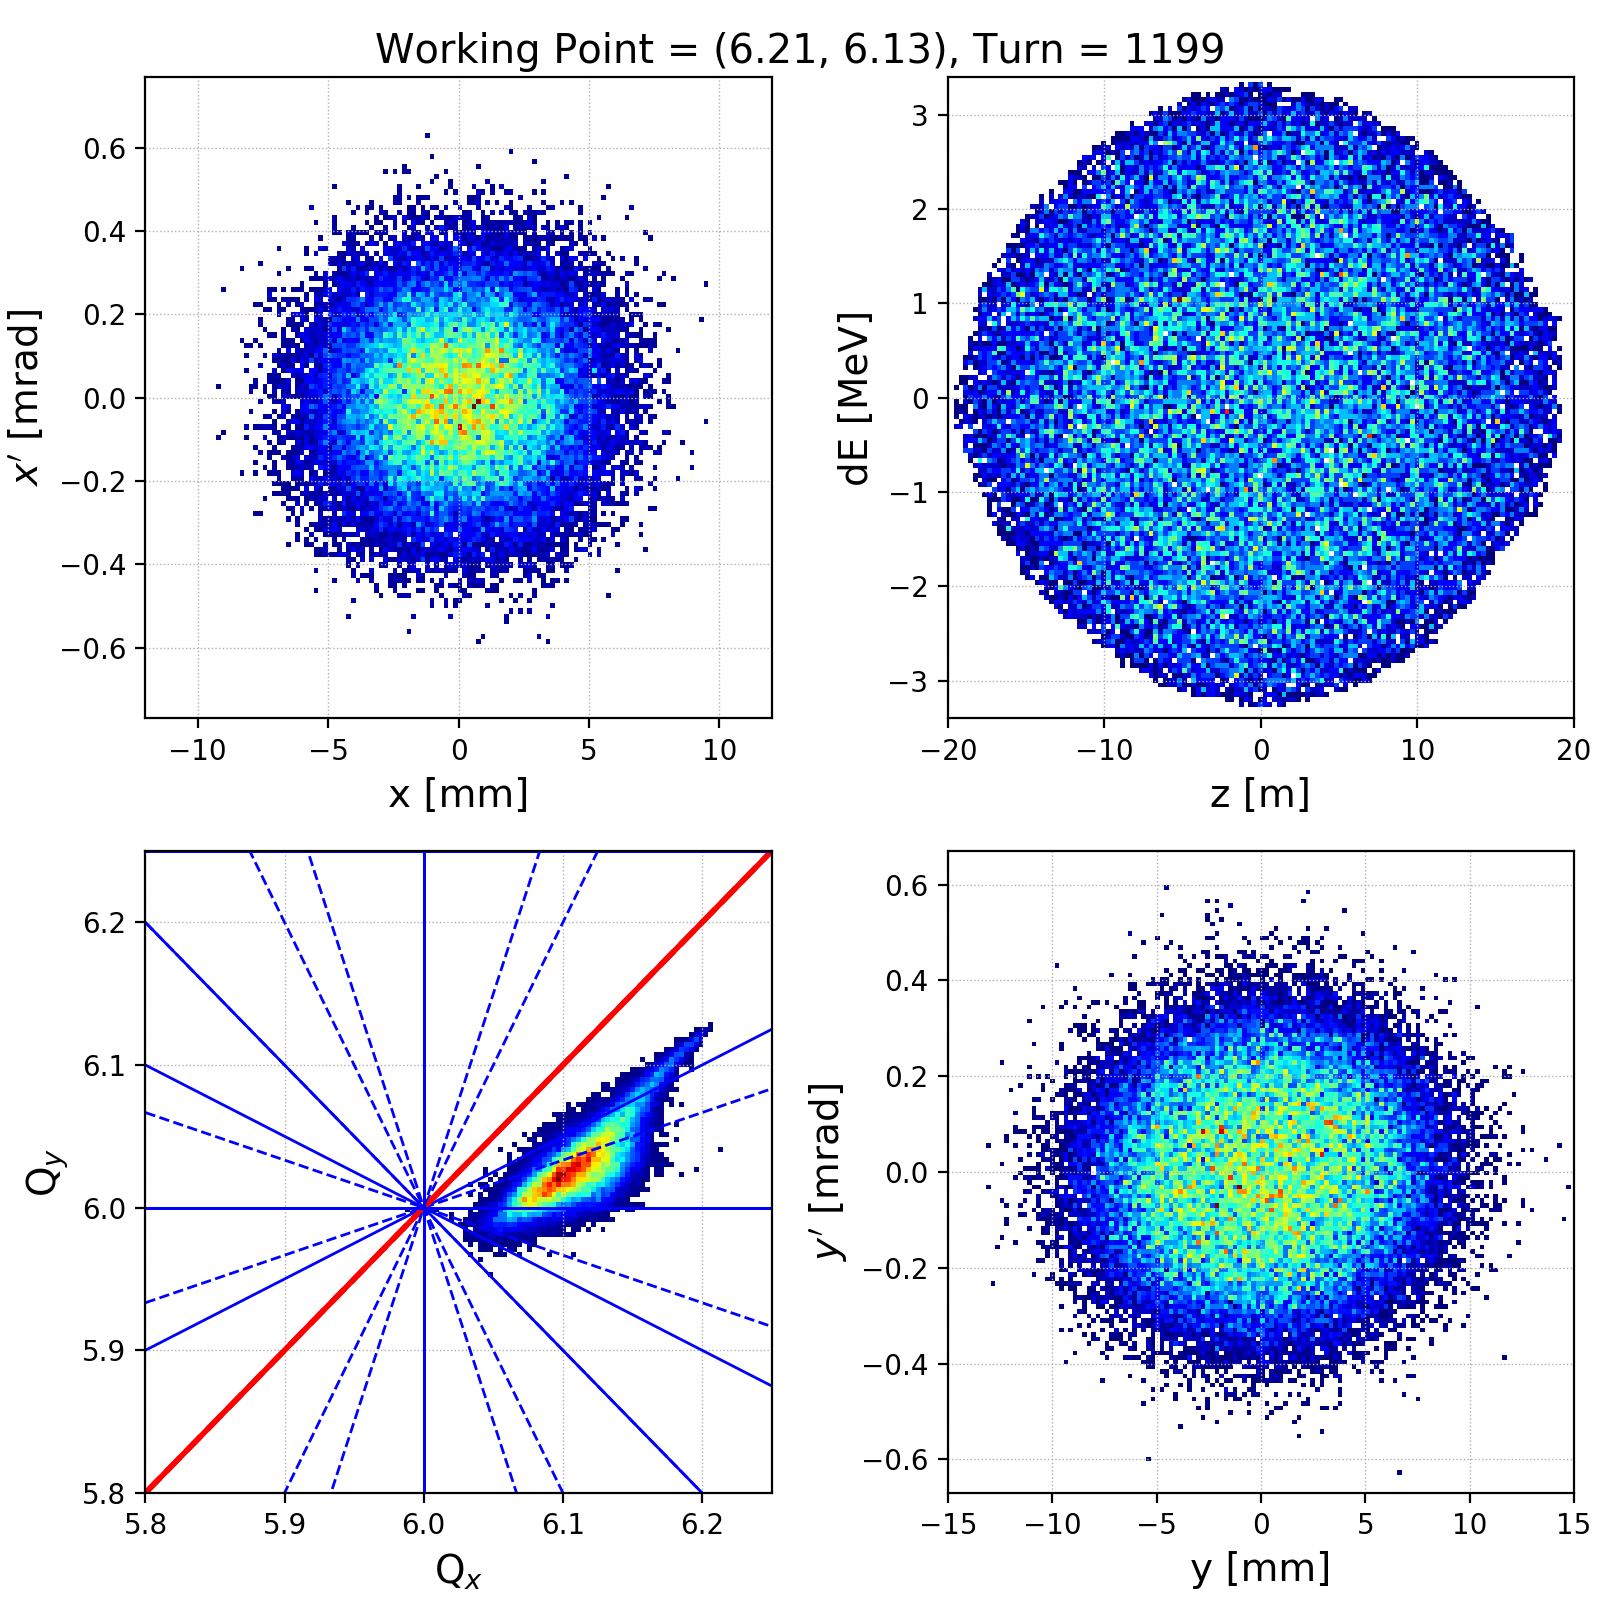 Working Point = (6.21, 6.13), Turn = 1199
0.6
0.4
0.2
0.0
−0.2
−0.4
−0.6
x′ [mrad]
−10 −5 0 5 10
x [mm]
3
2
1
0
−1
−2
−3
dE [MeV]
−20 −10 0 10 20
z [m]
6.2
6.1
6.0
5.9
5.8
Qy
5.8 5.9 6.0 6.1 6.2
Qx
0.6
0.4
0.2
0.0
−0.2
−0.4
−0.6
y′ [mrad]
−15 −10 −5 0 5 10 15
y [mm]